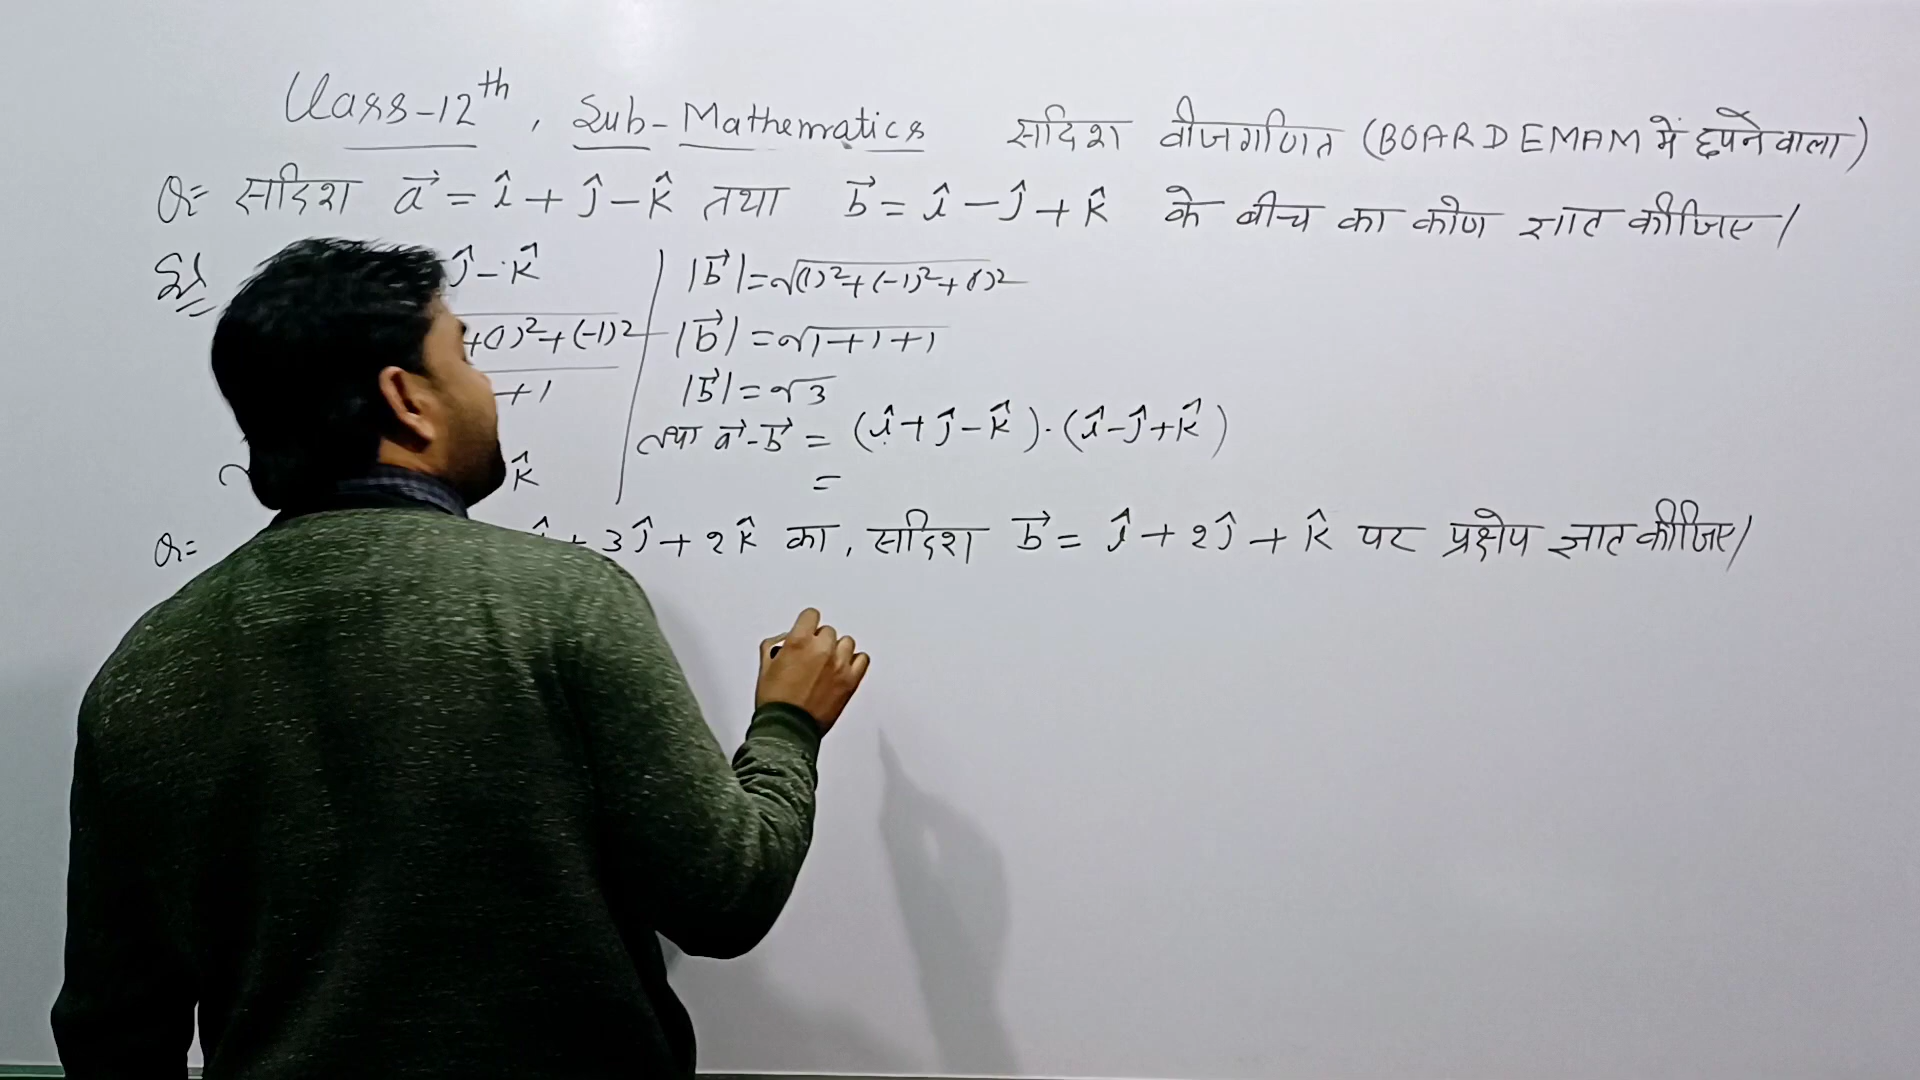 Class-12th, Sub-Mathematics सदिश बीजगणित (BOARD EMAM में छपने वाला)
Q= सदिश a⃗ = î + ĵ - k̂ तथा b⃗ = î - ĵ + k̂ के बीच का कोण ज्ञात कीजिए।
ĵ - k̂
+(1)²+(-1)²
+1
k̂
|b⃗| = √(1)²+(-1)²+(1)²
|b⃗| = √1+1+1
|b⃗| = √3
तथा a⃗-b⃗ = (î+ĵ-k̂).(î-ĵ+k̂)
=
Q= î + 3ĵ + 2k̂ का, सदिश b⃗ = î + 2ĵ + k̂ पर प्रक्षेप ज्ञात कीजिए।